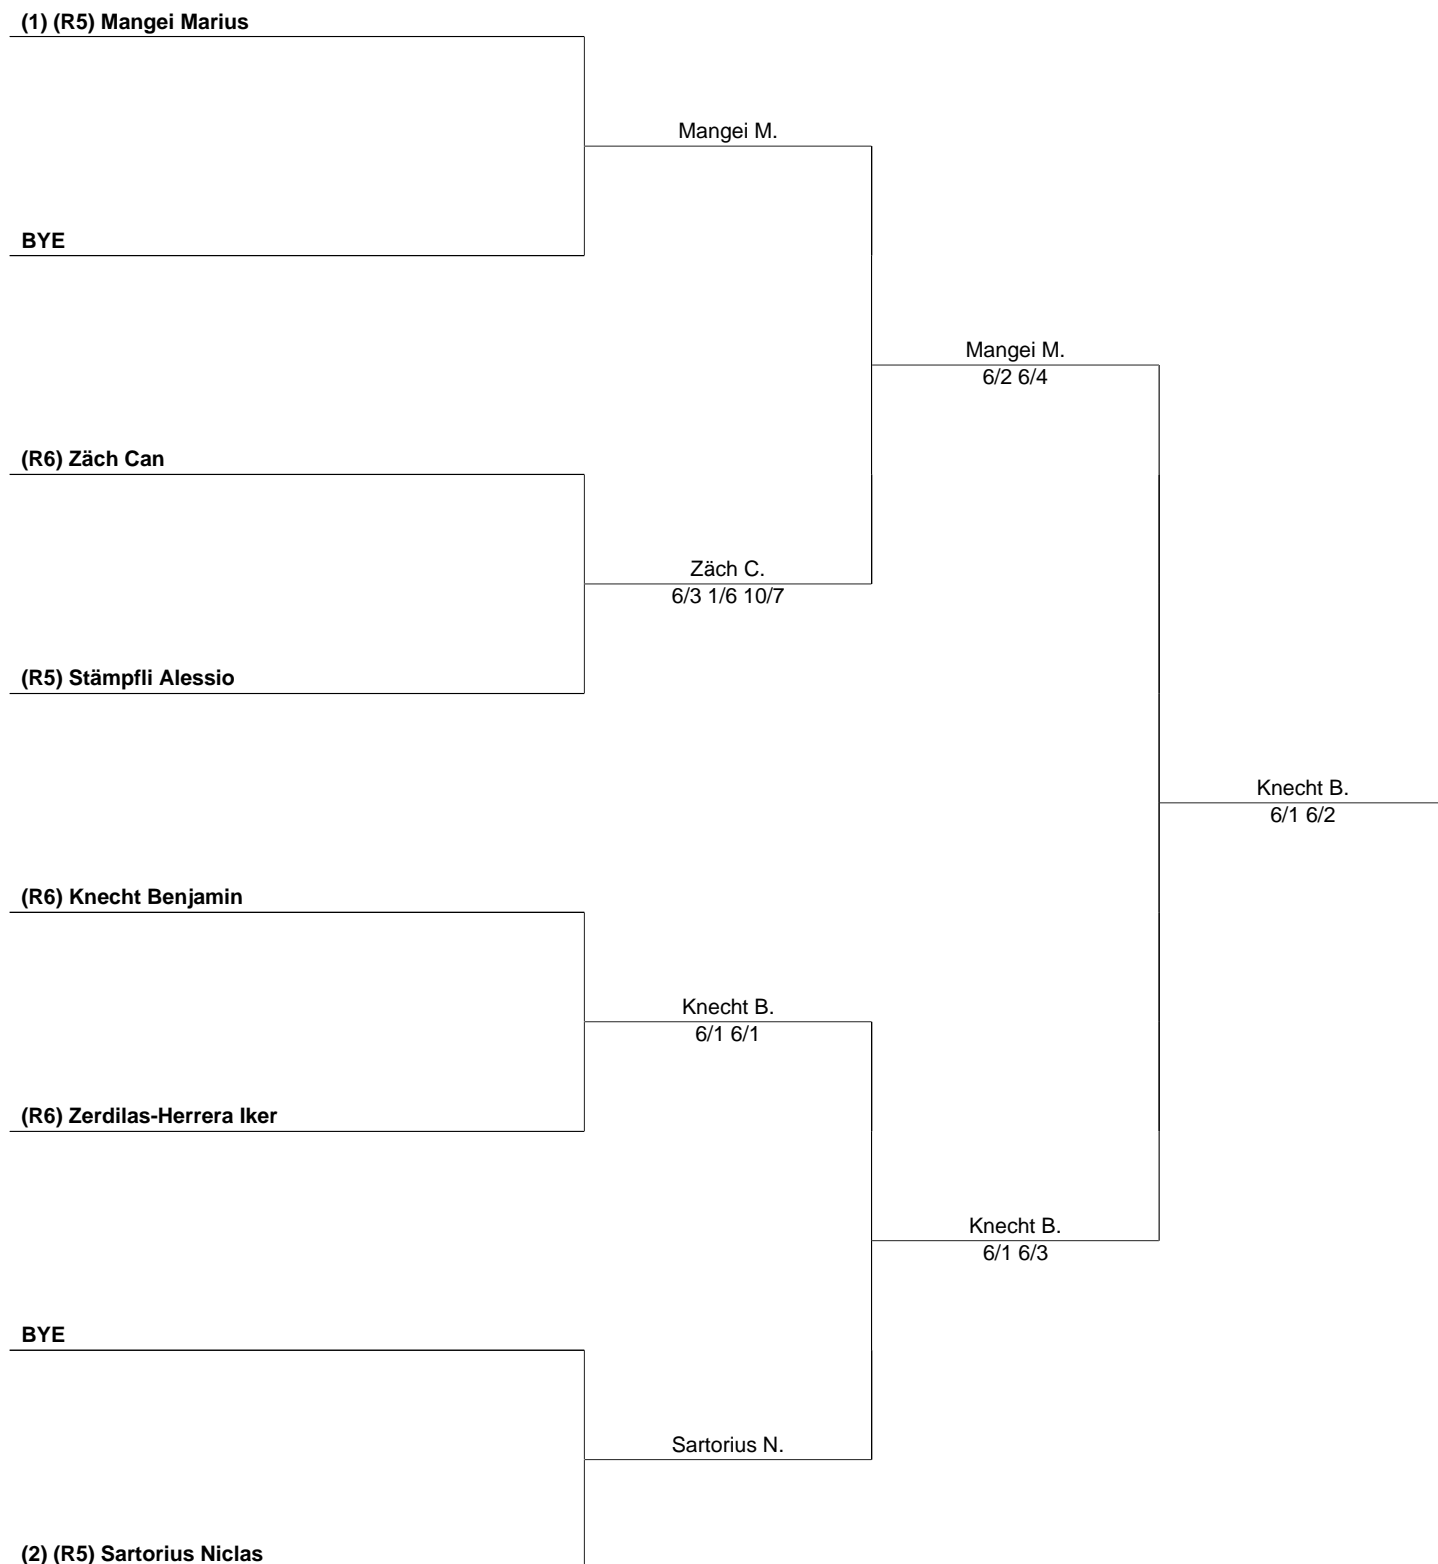 (1) (R5) Mangei Marius
Mangei M.
BYE
Mangei M.
6/2 6/4
(R6) Zäch Can
Zäch C.
6/3 1/6 10/7
(R5) Stämpfli Alessio
Knecht B.
6/1 6/2
(R6) Knecht Benjamin
Knecht B.
6/1 6/1
(R6) Zerdilas-Herrera Iker
Knecht B.
6/1 6/3
BYE
Sartorius N.
(2) (R5) Sartorius Niclas